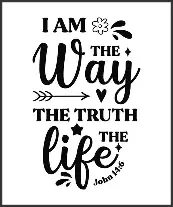 I AM
THE
Way
THE TRUTH
THE
life
John 14:6